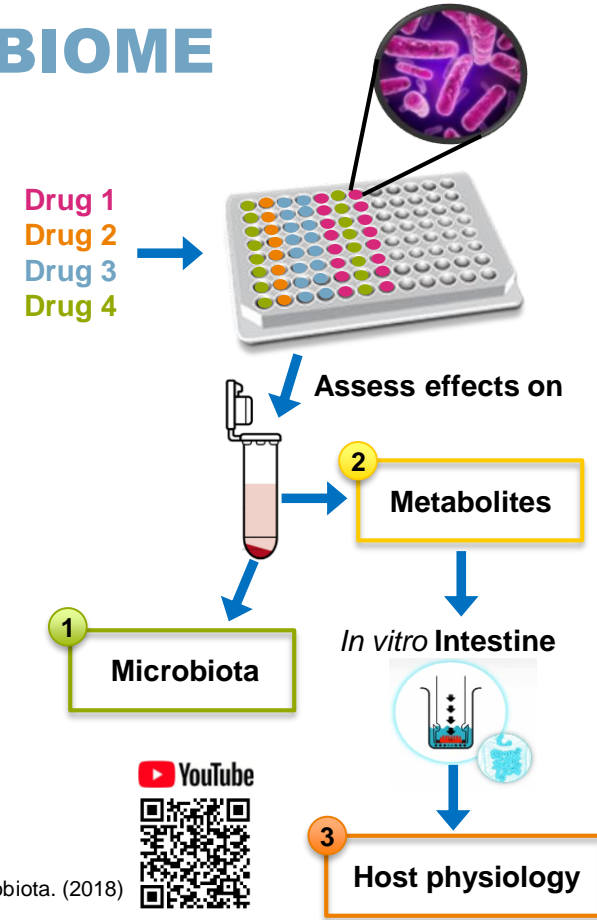 BIOME
Drug 1
Drug 2
Drug 3
Drug 4
Assess effects on
2
Metabolites
1
Microbiota
In vitro Intestine
YouTube
3
Host physiology
obiota. (2018)